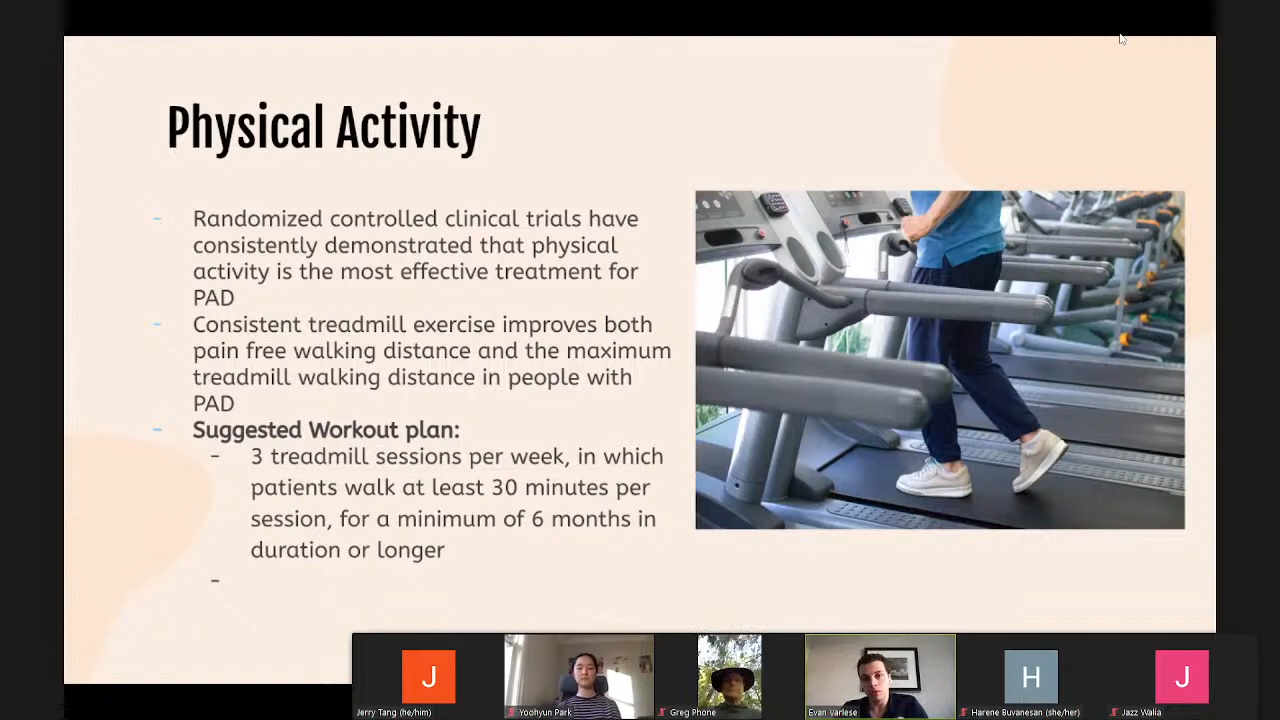 Physical Activity
- Randomized controlled clinical trials have
consistently demonstrated that physical
activity is the most effective treatment for
PAD
- Consistent treadmill exercise improves both
pain free walking distance and the maximum
treadmill walking distance in people with
PAD
- Suggested Workout plan:
- 3 treadmill sessions per week, in which
patients walk at least 30 minutes per
session, for a minimum of 6 months in
duration or longer
-
J
H
J
Jerry Tang (he/him)
Yoohyun Park
Greg Phone
Evan Varlese
Harene Buvanesan (she/her)
Jazz Walia